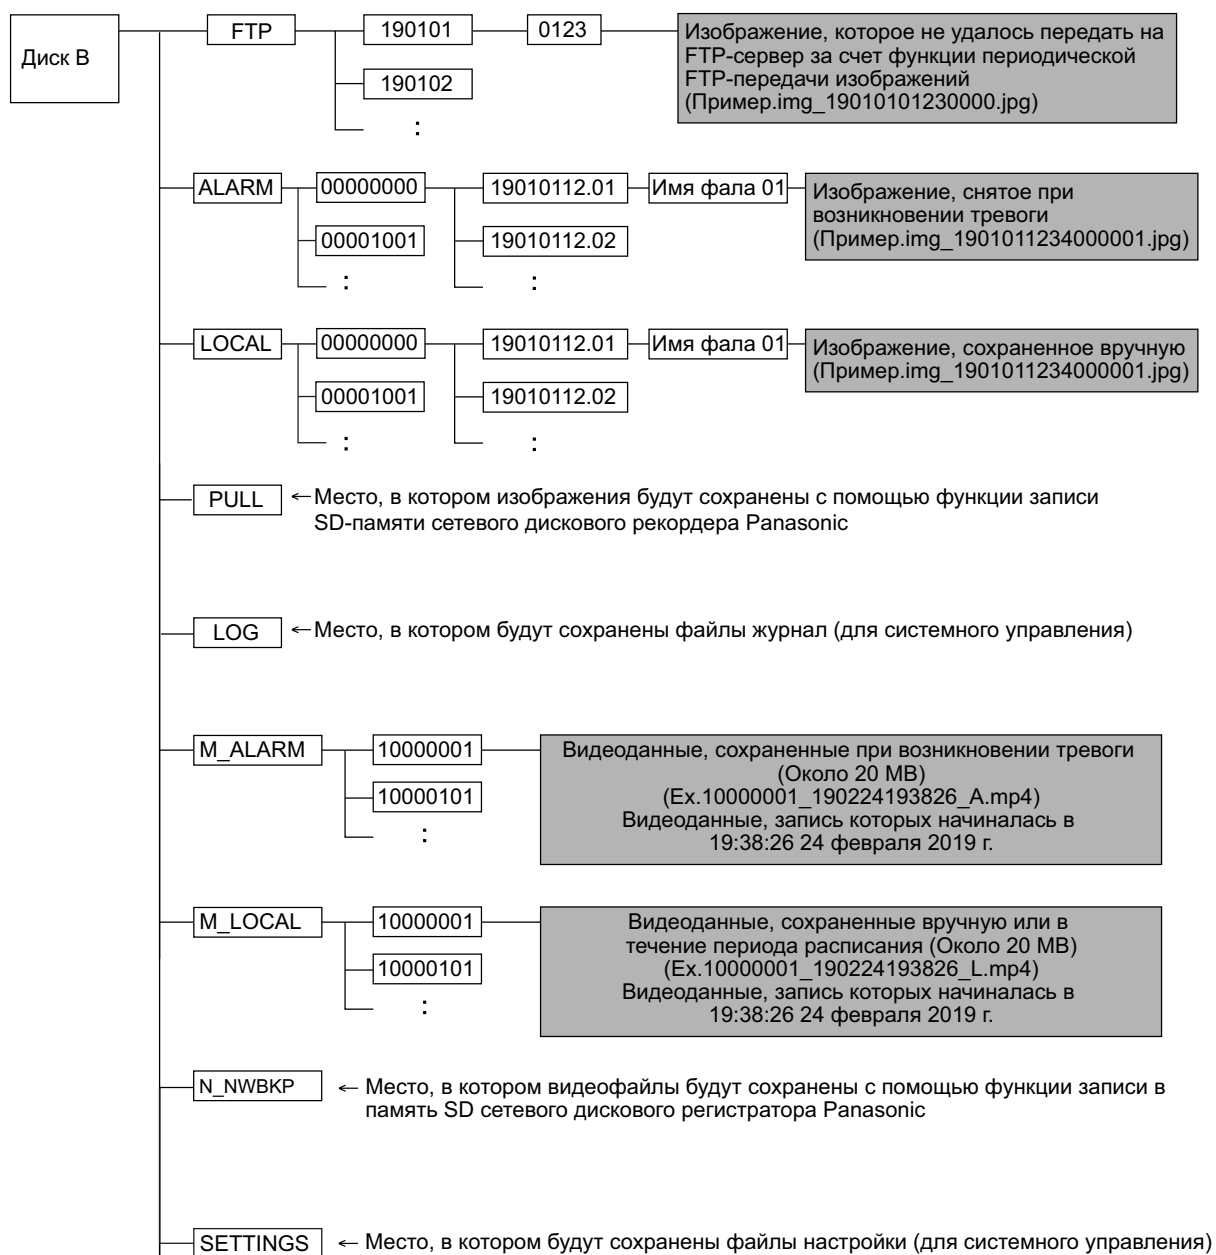 Диск B
FTP
190101
0123
Изображение, которое не удалось передать на
FTP-сервер за счет функции периодической
FTP-передачи изображений
(Пример.img_19010101230000.jpg)
190102
:
ALARM
00000000
19010112.01
Имя фала 01
Изображение, снятое при
возникновении тревоги
(Пример.img_1901011234000001.jpg)
00001001
19010112.02
:
:
LOCAL
00000000
19010112.01
Имя фала 01
Изображение, сохраненное вручную
(Пример.img_1901011234000001.jpg)
00001001
19010112.02
:
:
PULL
←Место, в котором изображения будут сохранены с помощью функции записи
SD-памяти сетевого дискового рекордера Panasonic
LOG
←Место, в котором будут сохранены файлы журнал (для системного управления)
M_ALARM
10000001
Видеоданные, сохраненные при возникновении тревоги
(Около 20 MB)
(Ex.10000001_190224193826_A.mp4)
Видеоданные, запись которых начиналась в
19:38:26 24 февраля 2019 г.
10000101
:
M_LOCAL
10000001
Видеоданные, сохраненные вручную или в
течение периода расписания (Около 20 MB)
(Ex.10000001_190224193826_L.mp4)
Видеоданные, запись которых начиналась в
19:38:26 24 февраля 2019 г.
10000101
:
N_NWBKP
← Место, в котором видеофайлы будут сохранены с помощью функции записи в
память SD сетевого дискового регистратора Panasonic
SETTINGS
← Место, в котором будут сохранены файлы настройки (для системного управления)